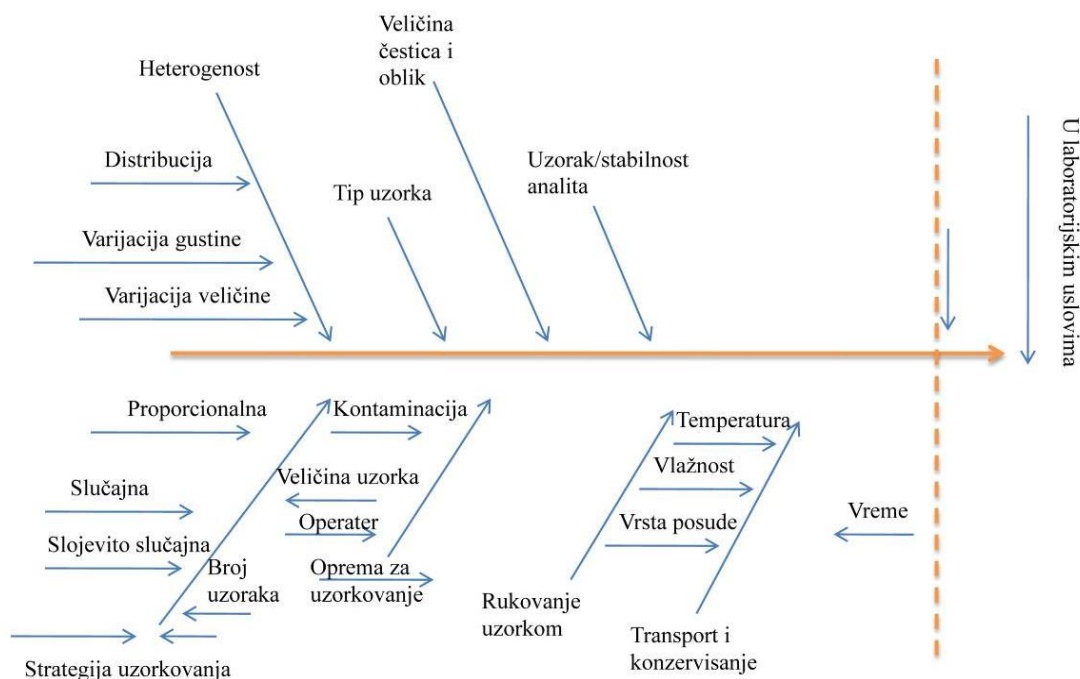 Veličina
čestica i
oblik
Heterogenost
Distribucija
Tip uzorka
Uzorak/stabilnost
analita
Varijacija gustine
Varijacija veličine
U laboratorijskim uslovima
Proporcionalna
Kontaminacija
Temperatura
Veličina uzorka
Vlažnost
Slučajna
Operater
Vrsta posude
Vreme
Slojevito slučajna
Broj
uzoraka
Oprema za
uzorkovanje
Rukovanje
uzorkom
Transport i
konzervisanje
Strategija uzorkovanja